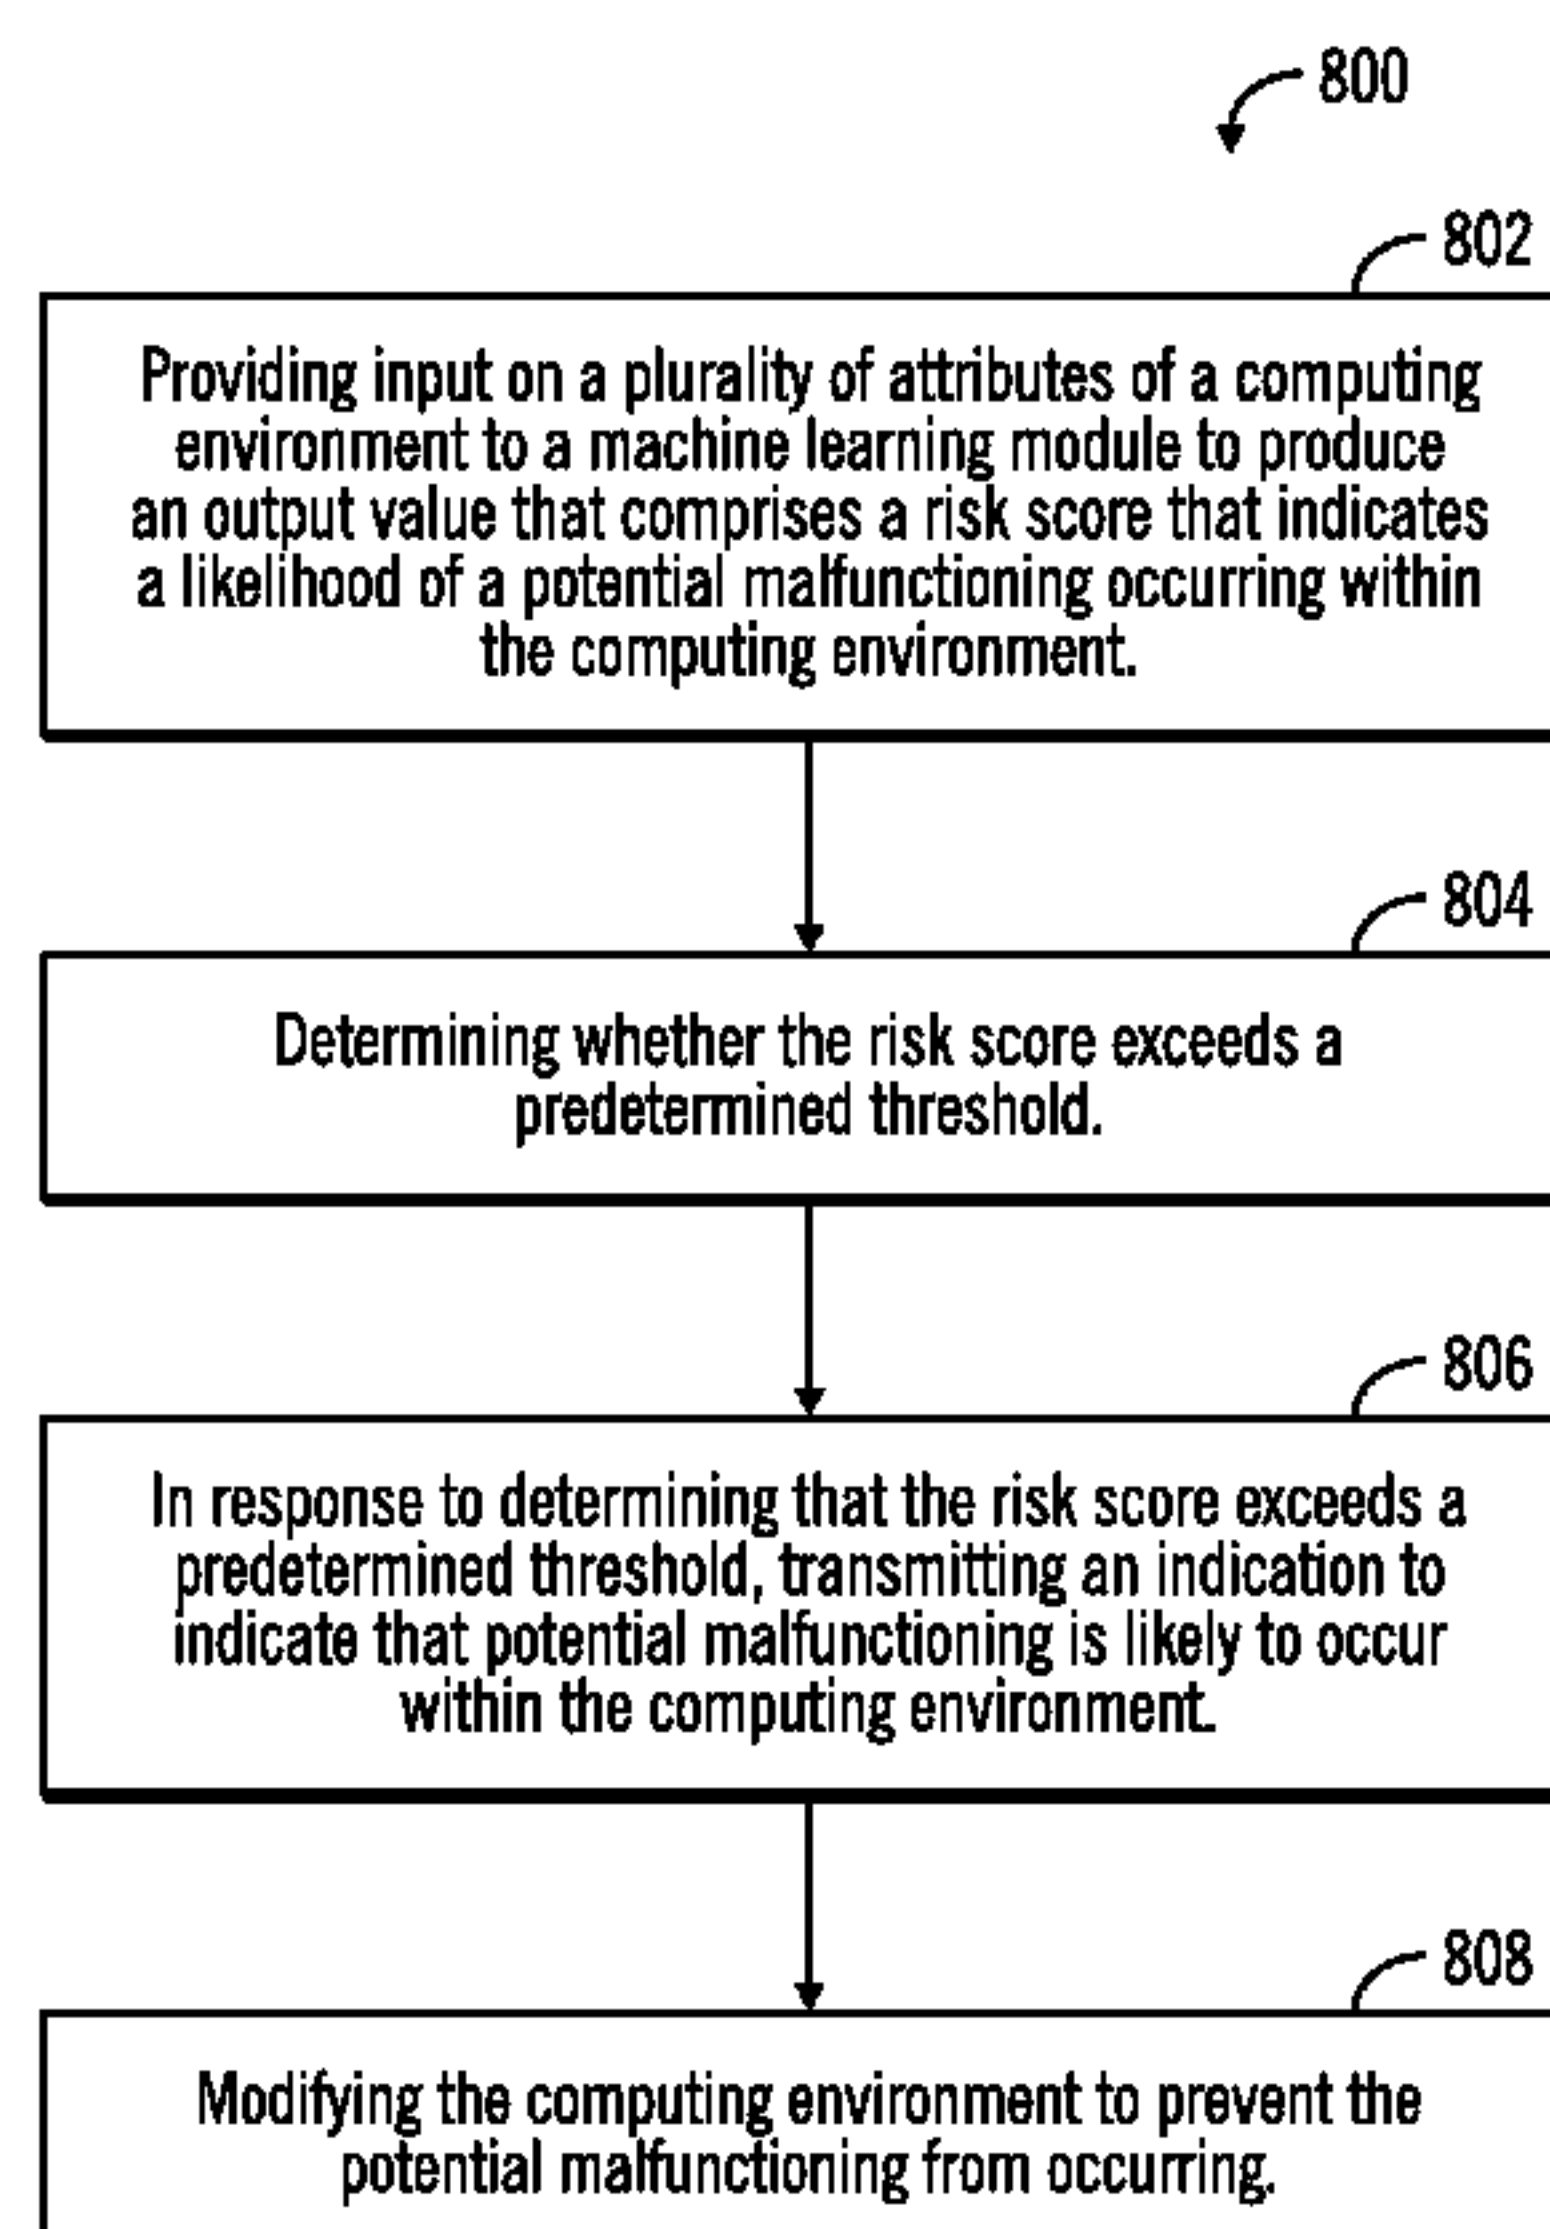 800
802
Providing input on a plurality of attributes of a computing
environment to a machine learning module to produce
an output value that comprises a risk score that indicates
a likelihood of a potential malfunctioning occurring within
the computing environment.
804
Determining whether the risk score exceeds a
predetermined threshold.
806
In response to determining that the risk score exceeds a
predetermined threshold, transmitting an indication to
indicate that potential malfunctioning is likely to occur
within the computing environment.
808
Modifying the computing environment to prevent the
potential malfunctioning from occurring.